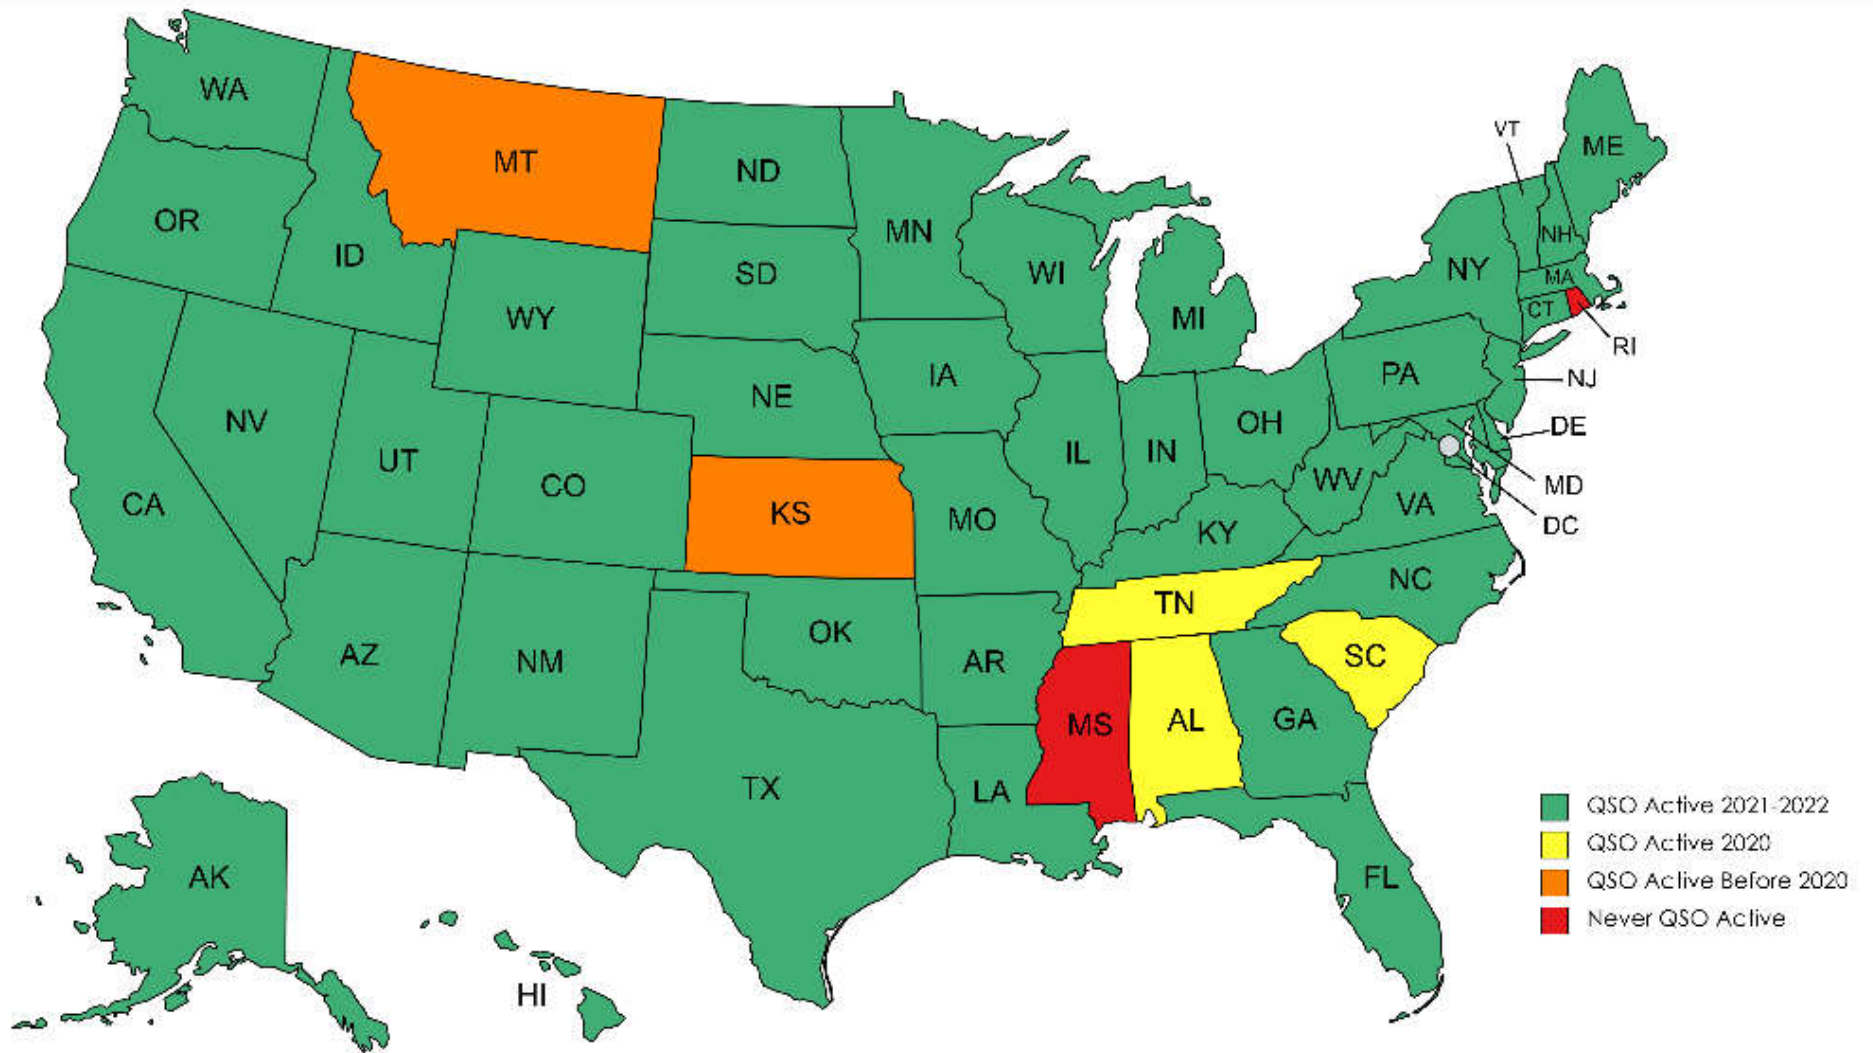 WA
MT
ND
MN
OR
ID
SD
WI
MI
NY
VT
ME
NH
MA
CT
RI
WY
NE
IA
PA
NJ
NV
UT
CO
KS
MO
IL
IN
OH
WV
VA
DE
MD
DC
CA
KY
TN
NC
AZ
NM
OK
AR
SC
MS
AL
GA
TX
LA
FL
AK
HI
QSO Active 2021-2022
QSO Active 2020
QSO Active Before 2020
Never QSO Active